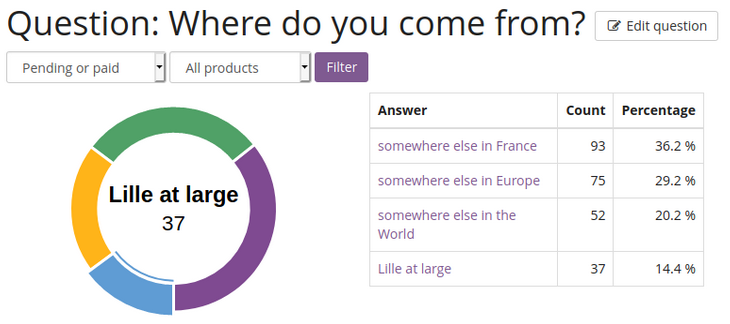 Question: Where do you come from?
Edit question
Pending or paid
All products
Filter
Lille at large
37
Answer Count Percentage
somewhere else in France 93 36.2 %
somewhere else in Europe 75 29.2 %
somewhere else in the 52 20.2 %
World
Lille at large 37 14.4 %